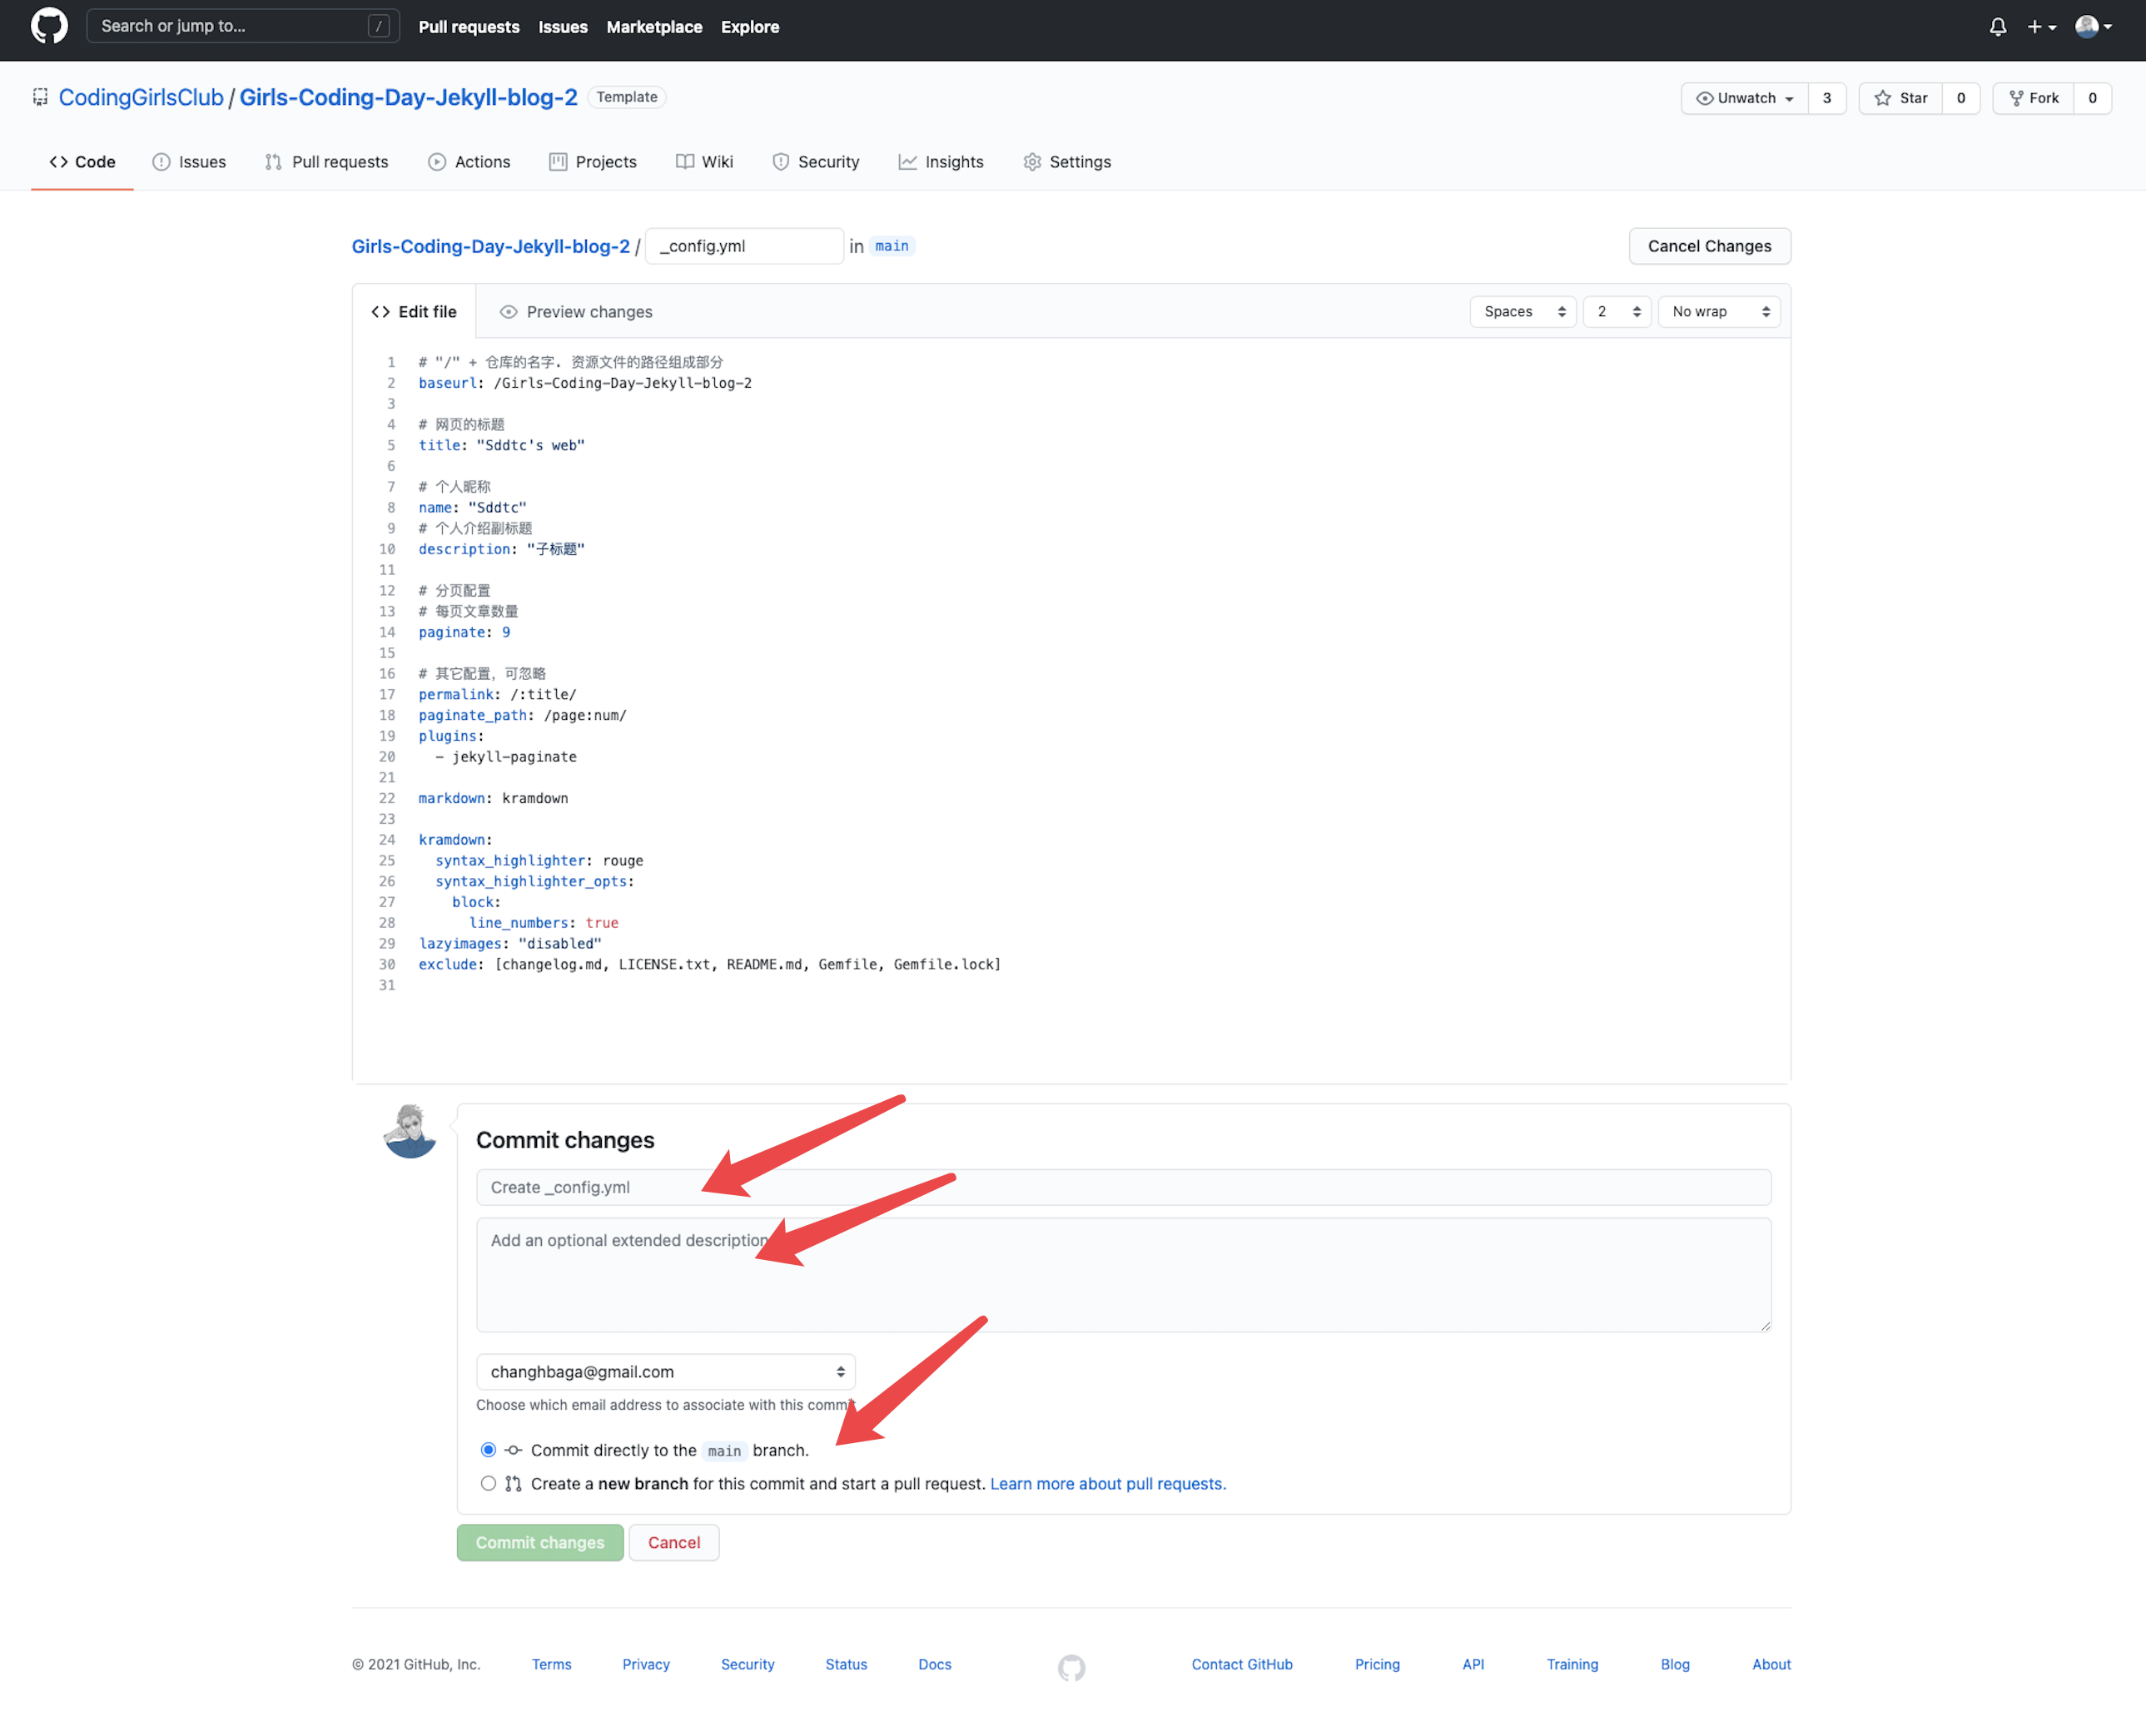 Search or jump to... /
Pull requests Issues Marketplace Explore
CodingGirlsClub / Girls-Coding-Day-Jekyll-blog-2 Template
Unwatch 3 Star 0 Fork 0
Code Issues Pull requests Actions Projects Wiki Security Insights Settings
Girls-Coding-Day-Jekyll-blog-2 / _config.yml in main Cancel Changes
Edit file Preview changes Spaces 2 No wrap
1 # "/" + 仓库的名字. 资源文件的路径组成部分
2 baseurl: /Girls-Coding-Day-Jekyll-blog-2
3
4 # 网页的标题
5 title: "Sddtc's web"
6
7 # 个人昵称
8 name: "Sddtc"
9 # 个人介绍副标题
10 description: "子标题"
11
12 # 分页配置
13 # 每页文章数量
14 paginate: 9
15
16 # 其它配置, 可忽略
17 permalink: /:title/
18 paginate_path: /page:num/
19 plugins:
20 - jekyll-paginate
21
22 markdown: kramdown
23
24 kramdown:
25 syntax_highlighter: rouge
26 syntax_highlighter_opts:
27 block:
28 line_numbers: true
29 lazyimages: "disabled"
30 exclude: [changelog.md, LICENSE.txt, README.md, Gemfile, Gemfile.lock]
31
Commit changes
Create _config.yml
Add an optional extended description
changhbaga@gmail.com
Choose which email address to associate with this commit
Commit directly to the main branch.
Create a new branch for this commit and start a pull request. Learn more about pull requests.
Commit changes Cancel
© 2021 GitHub, Inc. Terms Privacy Security Status Docs Contact GitHub Pricing API Training Blog About